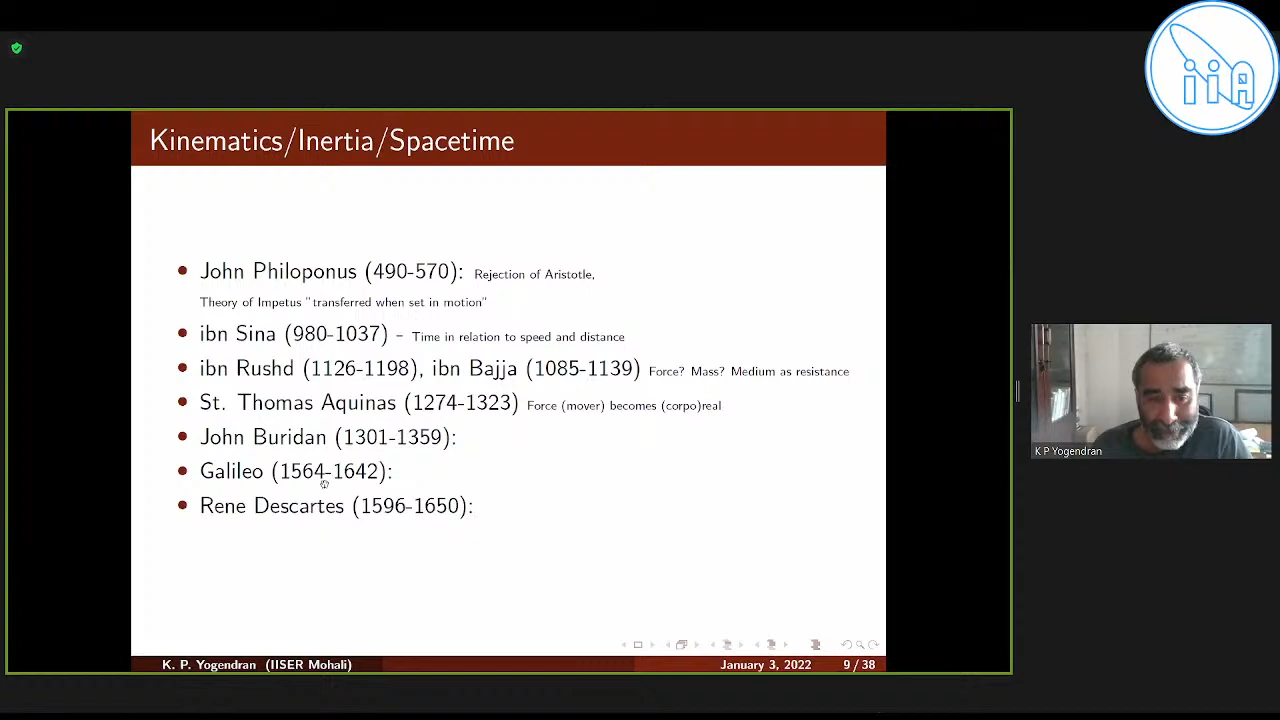 iiA
Kinematics/Inertia/Spacetime
John Philoponus (490-570): Rejection of Aristotle,
Theory of Impetus "transferred when set in motion"
ibn Sina (980-1037) – Time in relation to speed and distance
ibn Rushd (1126-1198), ibn Bajja (1085-1139) Force? Mass? Medium as resistance
St. Thomas Aquinas (1274-1323) Force (mover) becomes (corpo)real
John Buridan (1301-1359):
Galileo (1564-1642):
Rene Descartes (1596-1650):
K P Yogendran
K. P. Yogendran (IISER Mohali) January 3, 2022 9 / 38